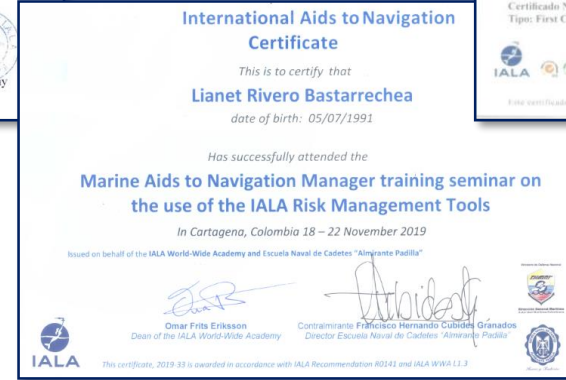 International Aids to Navigation
Certificate
This is to certify that
Lianet Rivero Bastarrechea
date of birth: 05/07/1991
Has successfully attended the
Marine Aids to Navigation Manager training seminar on
the use of the IALA Risk Management Tools
In Cartagena, Colombia 18 – 22 November 2019
Issued on behalf of the IALA World-Wide Academy and Escuela Naval de Cadetes "Almirante Padilla"
Omar Frits Eriksson
Dean of the IALA World-Wide Academy
Contralmirante Francisco Hernando Cubides Granados
Director Escuela Naval de Cadetes "Almirante Padilla"
IALA
This certificate, 2019-33 is awarded in accordance with IALA Recommendation R0141 and IALA WWA L1.3
Certificado
Tipo: First
IALA